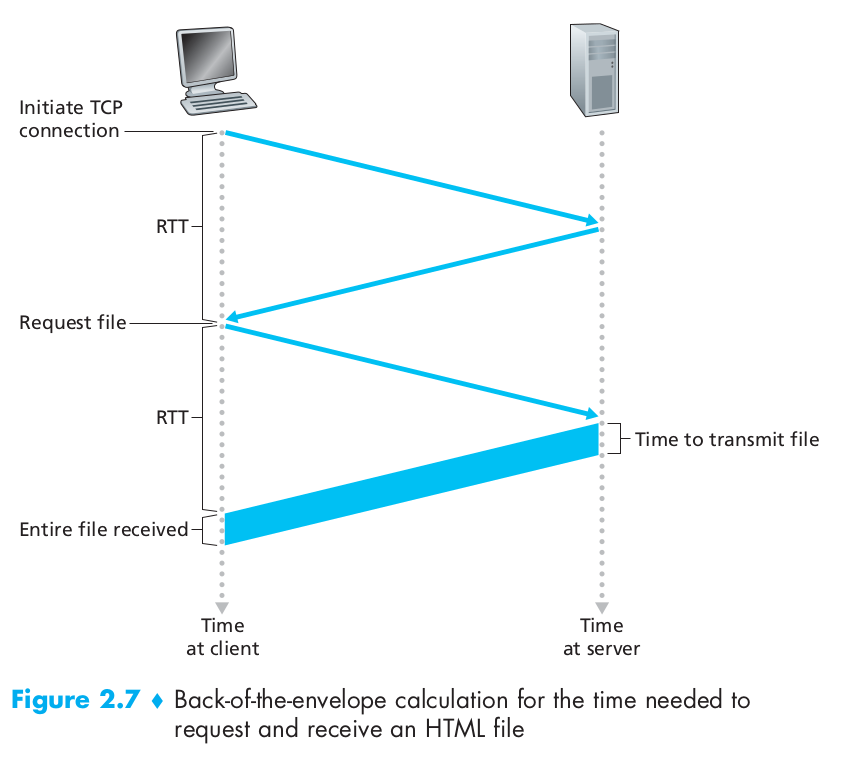 Initiate TCP
connection
RTT
Request file
RTT
Time to transmit file
Entire file received
Time
at client
Time
at server
Figure 2.7 ♦ Back-of-the-envelope calculation for the time needed to
request and receive an HTML file